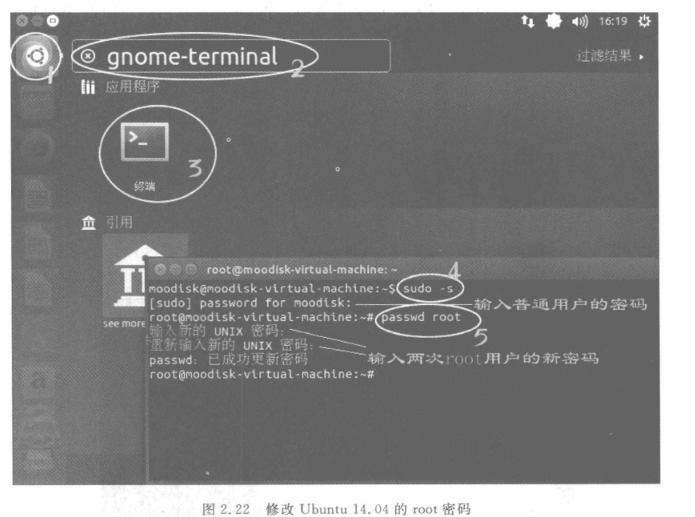 16:19
1
gnome-terminal
2
过滤结果
应用程序
3
终端
引用
see more
root@moodisk-virtual-machine: ~
4
moodisk@moodisk-virtual-machine:~$ sudo -s
[sudo] password for moodisk:
输入普通用户的密码
root@moodisk-virtual-machine:~# passwd root
5
输入新的 UNIX 密码:
重新输入新的 UNIX 密码:
输入两次root用户的新密码
passwd: 已成功更新密码
root@moodisk-virtual-machine:~#
图 2.22 修改 Ubuntu 14.04 的 root 密码